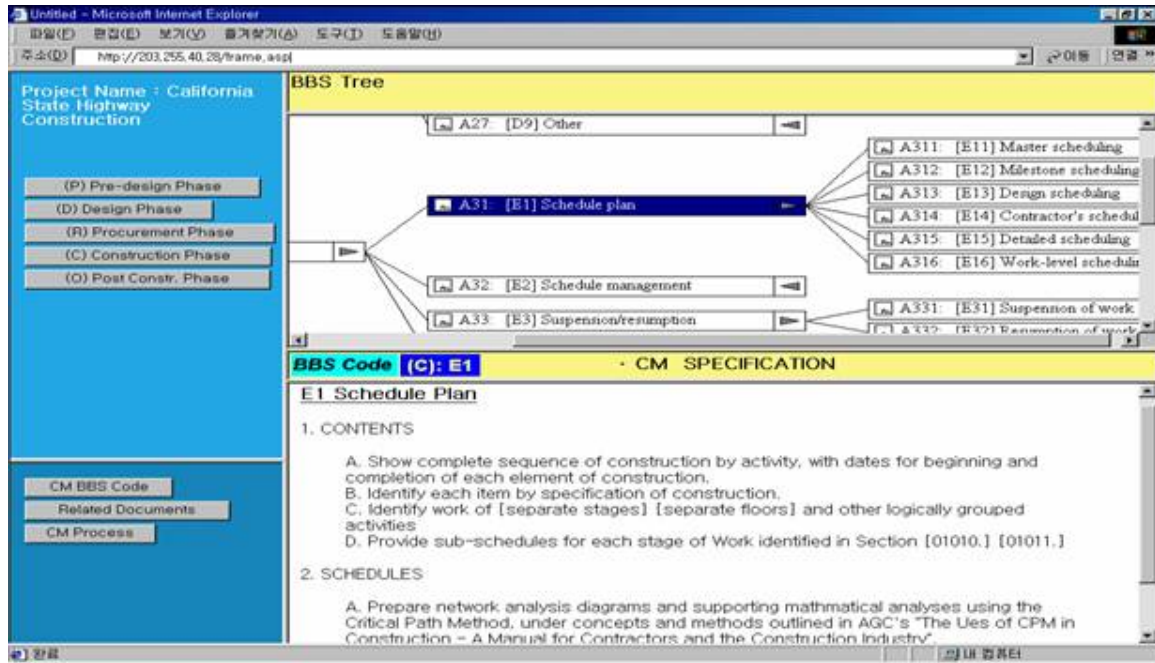 Untitled - Microsoft Internet Explorer
파일(F) 편집(E) 보기(V) 즐겨찾기(A) 도구(T) 도움말(H)
주소(D) http://203.255.40.28/frame.asp
이동 연결 »
Project Name : California
State Highway
Construction
(P) Pre-design Phase
(D) Design Phase
(R) Procurement Phase
(C) Construction Phase
(O) Post Constr. Phase
CM BBS Code
Related Documents
CM Process
BBS Tree
A27: [D9] Other
A31: [E1] Schedule plan
A32: [E2] Schedule management
A33: [E3] Suspension/resumption
A311: [E11] Master scheduling
A312: [E12] Milestone scheduling
A313: [E13] Design scheduling
A314: [E14] Contractor's schedul
A315: [E15] Detailed scheduling
A316: [E16] Work-level schedulin
A331: [E31] Suspension of work
A332: [E32] Resumption of work
BBS Code (C): E1 · CM SPECIFICATION
E1 Schedule Plan
1. CONTENTS
A. Show complete sequence of construction by activity, with dates for beginning and
completion of each element of construction.
B. Identify each item by specification of construction.
C. Identify work of [separate stages] [separate floors] and other logically grouped
activities
D. Provide sub-schedules for each stage of Work identified in Section [01010.] [01011.]
2. SCHEDULES
A. Prepare network analysis diagrams and supporting mathmatical analyses using the
Critical Path Method, under concepts and methods outlined in AGC's "The Ues of CPM in
Construction - A Manual for Contractors and the Construction Industry".
완료
내 컴퓨터